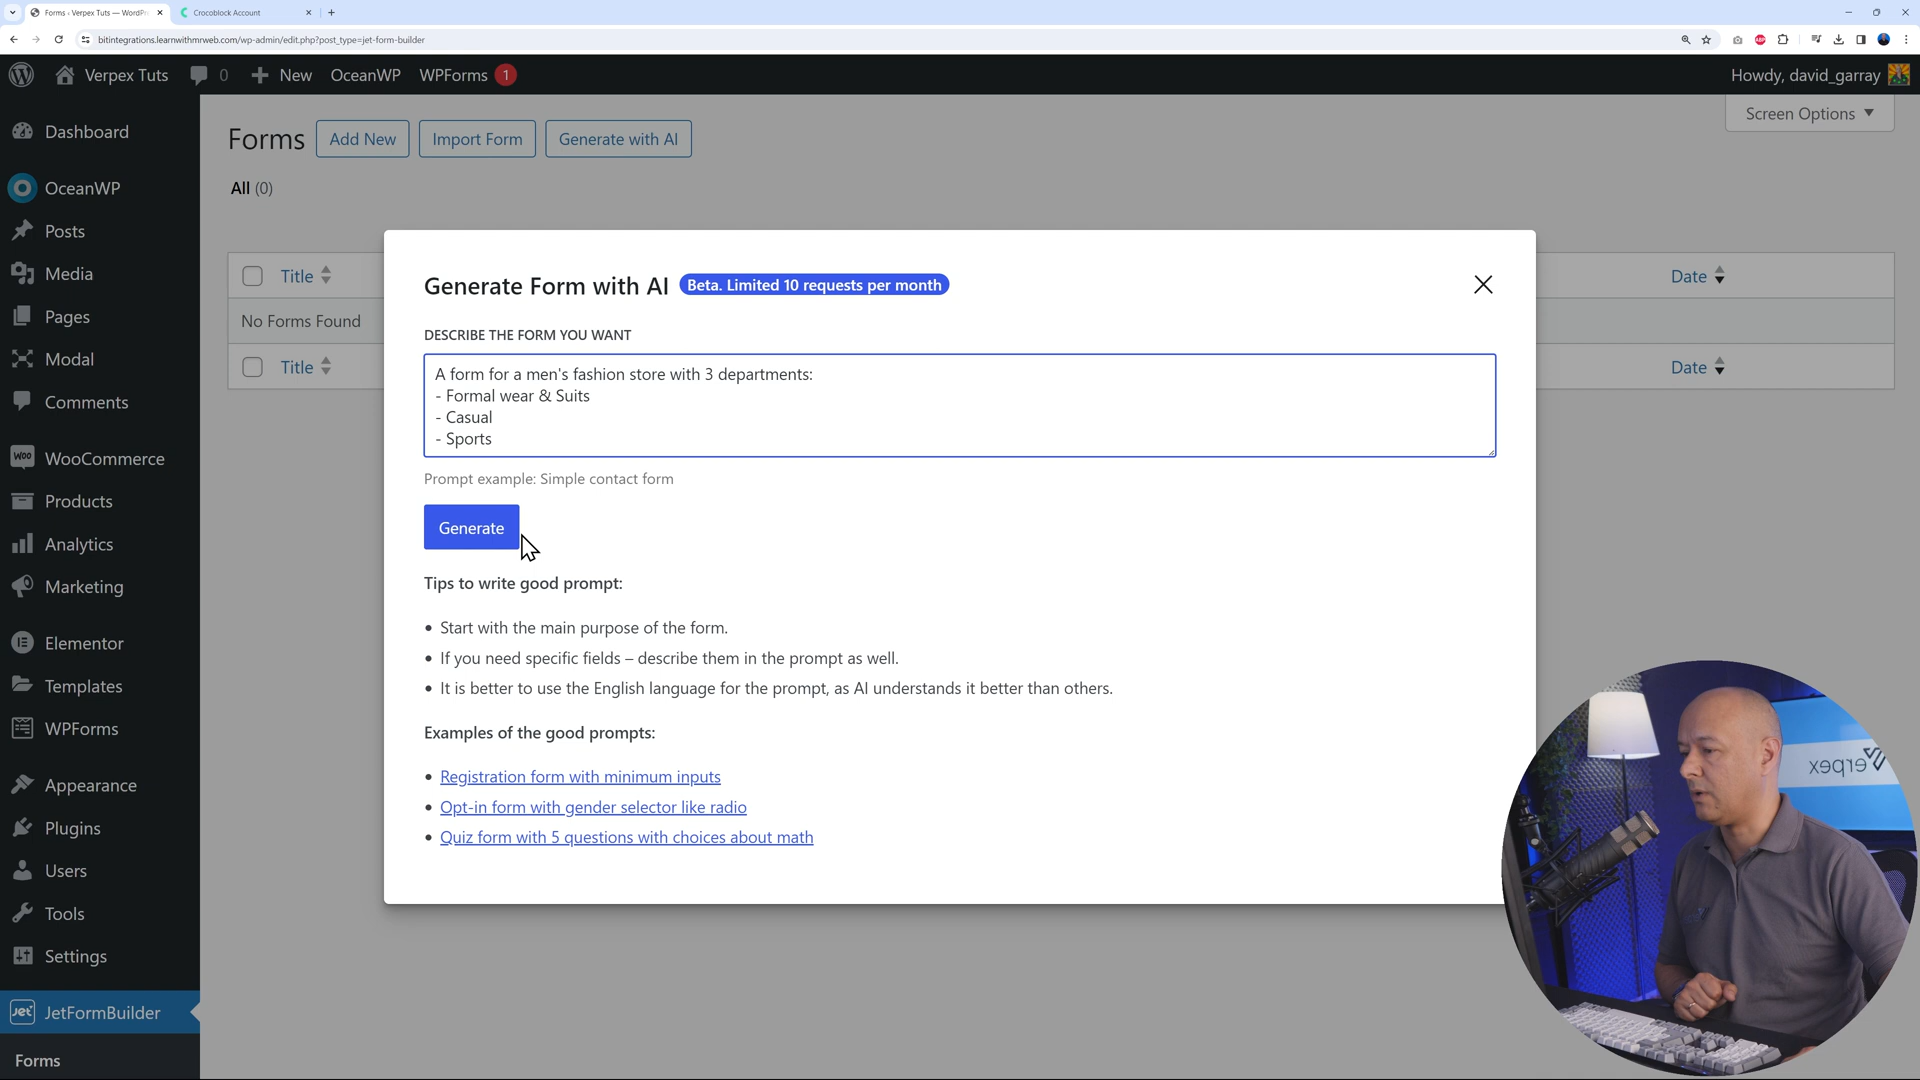 Forms ‹ Verpex Tuts — WordPr
Crocoblock Account
bitintegrations.learnwithmrweb.com/wp-admin/edit.php?post_type=jet-form-builder
ABP
Verpex Tuts
0
New
OceanWP
WPForms
1
Howdy, david_garray
Dashboard
OceanWP
Posts
Media
Pages
Modal
Comments
Woo
WooCommerce
Products
Analytics
Marketing
Elementor
Templates
WPForms
Appearance
Plugins
Users
Tools
Settings
Jet
JetFormBuilder
Forms
Forms
Add New
Import Form
Generate with AI
Screen Options
All (0)
Title
Date
No Forms Found
Title
Date
Generate Form with AI
Beta. Limited 10 requests per month
DESCRIBE THE FORM YOU WANT
A form for a men's fashion store with 3 departments:
- Formal wear & Suits
- Casual
- Sports
Prompt example: Simple contact form
Generate
Tips to write good prompt:
• Start with the main purpose of the form.
• If you need specific fields – describe them in the prompt as well.
• It is better to use the English language for the prompt, as AI understands it better than others.
Examples of the good prompts:
• Registration form with minimum inputs
• Opt-in form with gender selector like radio
• Quiz form with 5 questions with choices about math
verpex